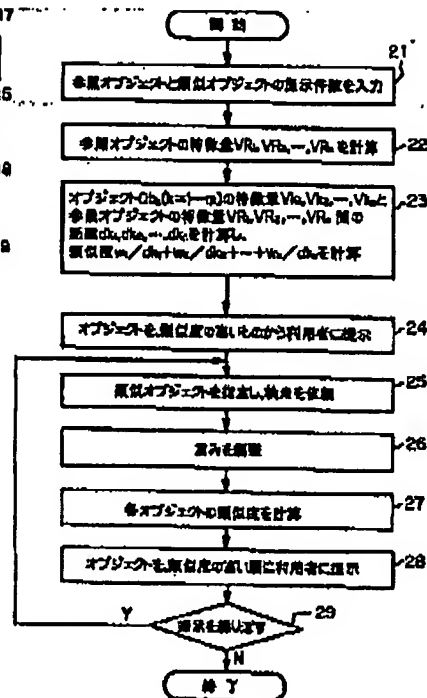 開始
21
参照オブジェクトと類似オブジェクトの提示件数を入力
参照オブジェクトの特徴量VR₁,VR₂,…,VRₙを計算
22
オブジェクトObₖ(k=1~m)の特徴量Vk₁,Vk₂,…,Vkₙと
参照オブジェクトの特徴量VR₁,VR₂,…,VRₙ間の
距離dk₁,dk₂,…,dkₙを計算し、
類似度w₁/dk₁+w₂/dk₂+…+wₙ/dkₙを計算
23
オブジェクトを、類似度の高いものから利用者に提示
24
類似オブジェクトを指定し、検索を依頼
25
重みを調整
26
各オブジェクトの類似度を計算
27
オブジェクトを、類似度の高い順に利用者に提示
28
29
Y
N
終了